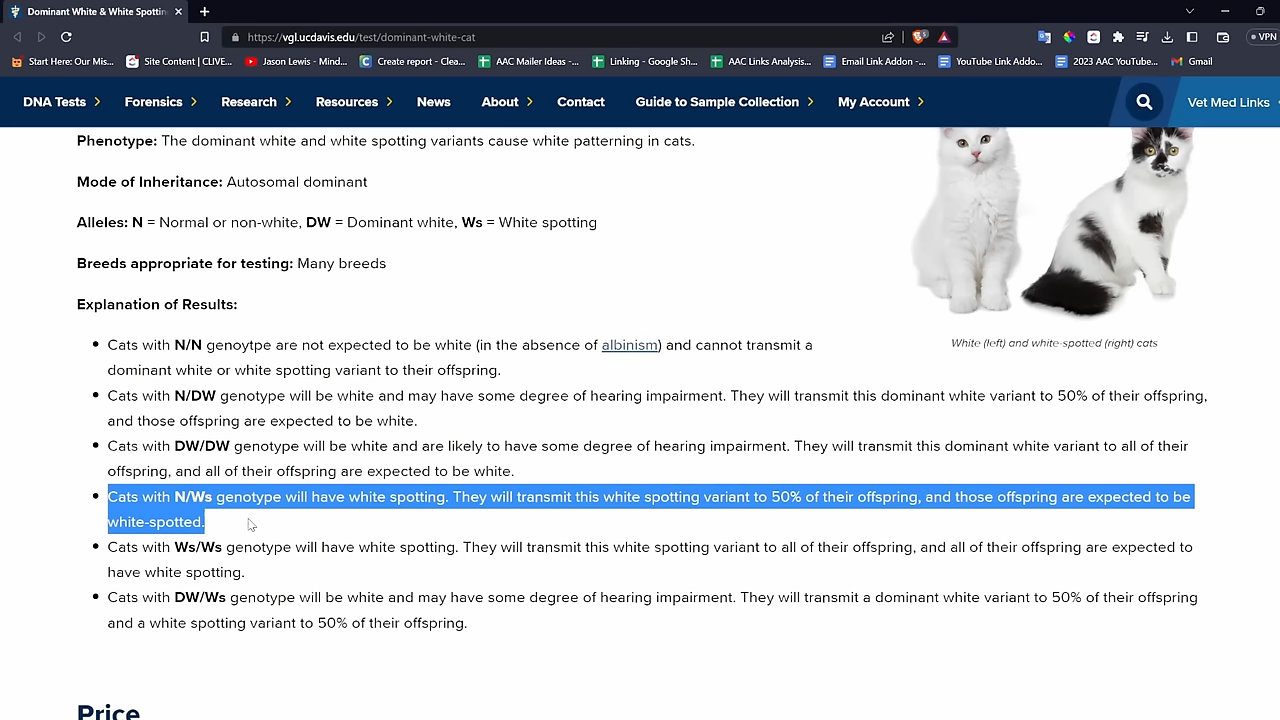 Dominant White & White Spottin
https://vgl.ucdavis.edu/test/dominant-white-cat
VPN
Start Here: Our Mis...
Site Content | CLIVE...
Jason Lewis - Mind...
Create report - Clea...
AAC Mailer Ideas -...
Linking - Google Sh...
AAC Links Analysis...
Email Link Addon -...
YouTube Link Addo...
2023 AAC YouTube...
Gmail
DNA Tests
Forensics
Research
Resources
News
About
Contact
Guide to Sample Collection
My Account
Vet Med Links
Phenotype: The dominant white and white spotting variants cause white patterning in cats.
Mode of Inheritance: Autosomal dominant
Alleles: N = Normal or non-white, DW = Dominant white, Ws = White spotting
Breeds appropriate for testing: Many breeds
Explanation of Results:
White (left) and white-spotted (right) cats
Cats with N/N genoytpe are not expected to be white (in the absence of albinism) and cannot transmit a
dominant white or white spotting variant to their offspring.
Cats with N/DW genotype will be white and may have some degree of hearing impairment. They will transmit this dominant white variant to 50% of their offspring,
and those offspring are expected to be white.
Cats with DW/DW genotype will be white and are likely to have some degree of hearing impairment. They will transmit this dominant white variant to all of their
offspring, and all of their offspring are expected to be white.
Cats with N/Ws genotype will have white spotting. They will transmit this white spotting variant to 50% of their offspring, and those offspring are expected to be
white-spotted.
Cats with Ws/Ws genotype will have white spotting. They will transmit this white spotting variant to all of their offspring, and all of their offspring are expected to
have white spotting.
Cats with DW/Ws genotype will be white and may have some degree of hearing impairment. They will transmit a dominant white variant to 50% of their offspring
and a white spotting variant to 50% of their offspring.
Price